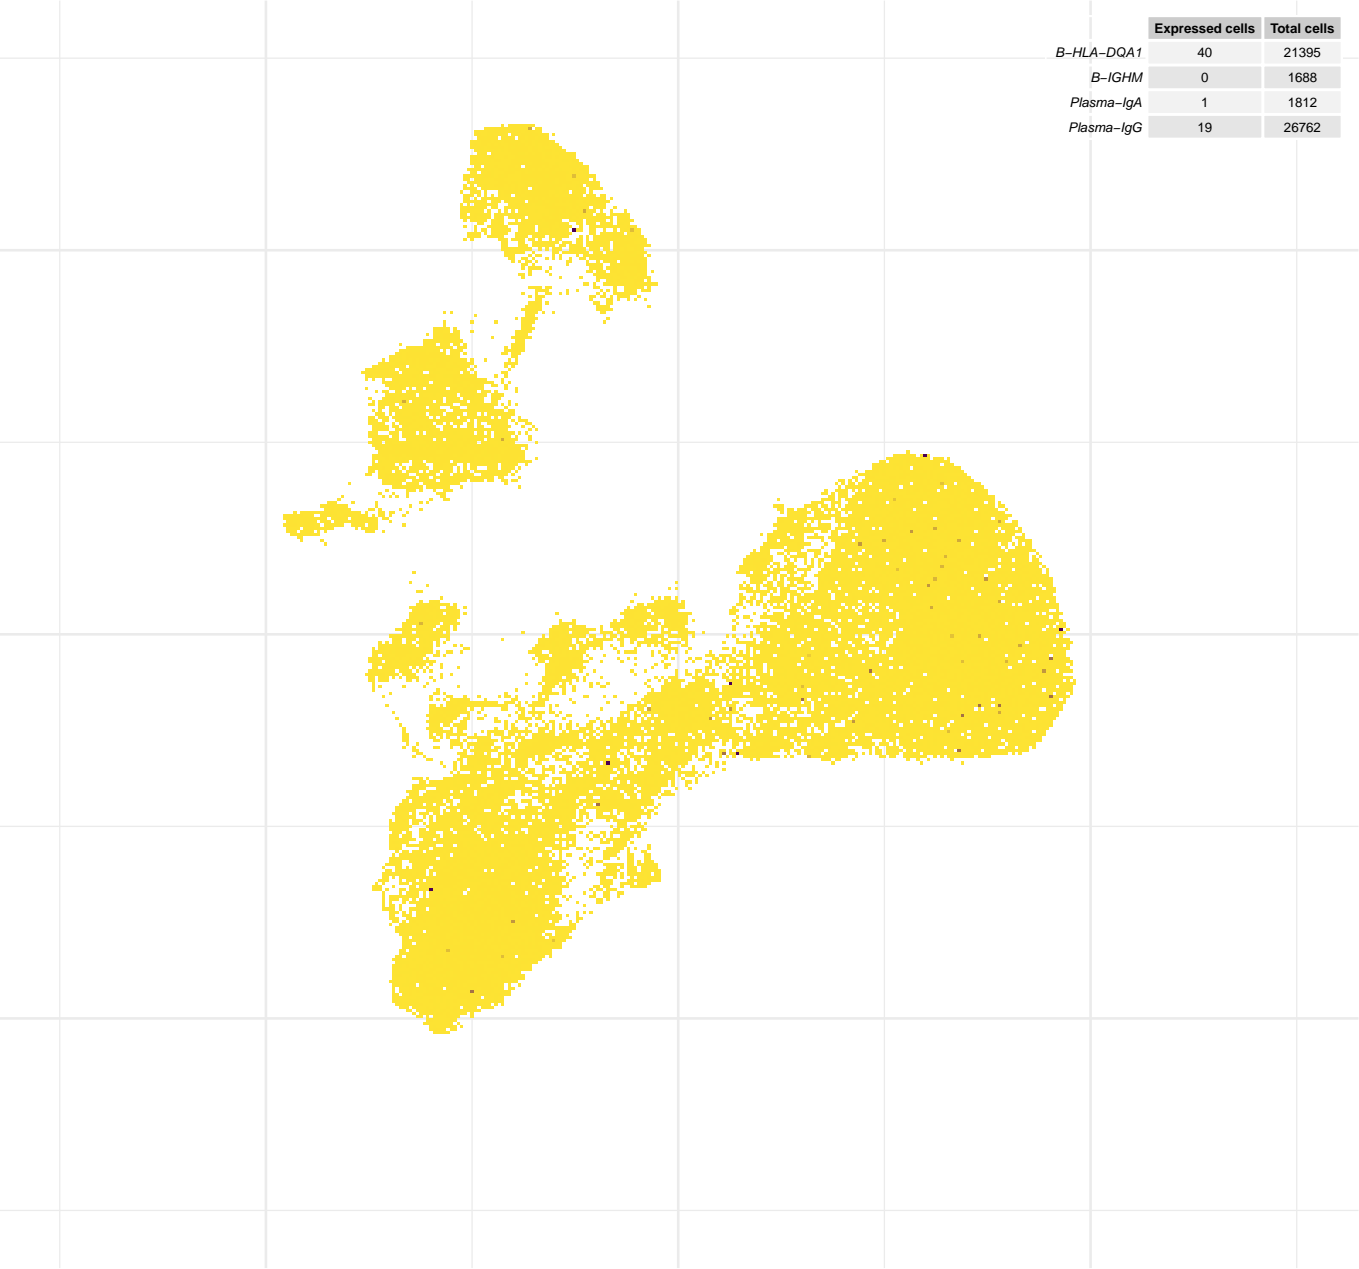 Expressed cells Total cells
B−HLA−DQA1 40 21395
B−IGHM 0 1688
Plasma−IgA 1 1812
Plasma−IgG 19 26762